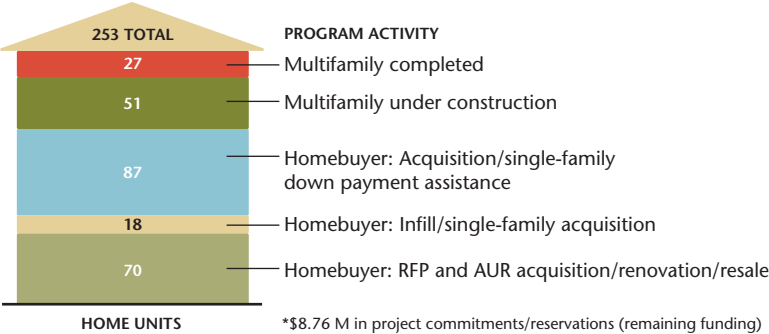 253 TOTAL
PROGRAM ACTIVITY
27
Multifamily completed
51
Multifamily under construction
87
Homebuyer: Acquisition/single-family
down payment assistance
18
Homebuyer: Infill/single-family acquisition
70
Homebuyer: RFP and AUR acquisition/renovation/resale
HOME UNITS
*$8.76 M in project commitments/reservations (remaining funding)